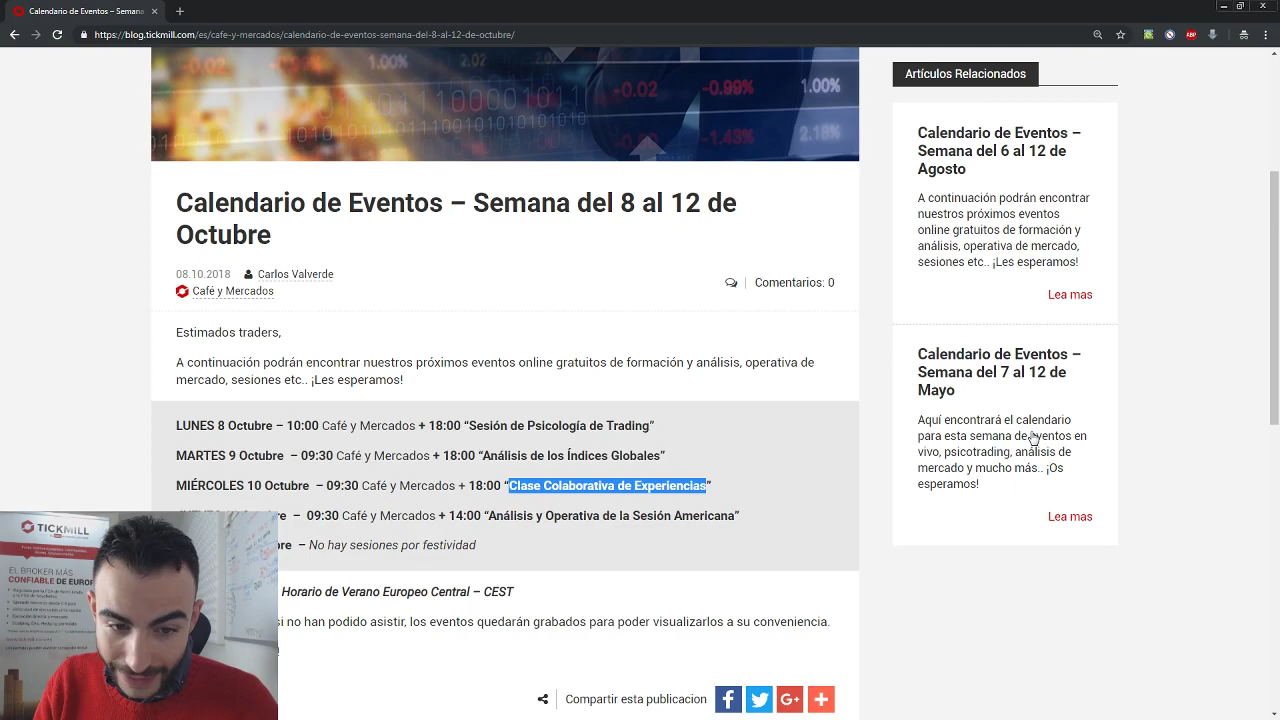 Calendario de Eventos – Semana
https://blog.tickmill.com/es/cafe-y-mercados/calendario-de-eventos-semana-del-8-al-12-de-octubre/
ABP
-0.02
1.00%
2.02
2.02
-0.02
-0.99%
1.00%
-1.43%
2.18%
Calendario de Eventos – Semana del 8 al 12 de
Octubre
08.10.2018 Carlos Valverde
Café y Mercados
Comentarios: 0
Estimados traders,
A continuación podrán encontrar nuestros próximos eventos online gratuitos de formación y análisis, operativa de
mercado, sesiones etc.. ¡Les esperamos!
LUNES 8 Octubre – 10:00 Café y Mercados + 18:00 “Sesión de Psicología de Trading”
MARTES 9 Octubre – 09:30 Café y Mercados + 18:00 “Análisis de los Índices Globales”
MIÉRCOLES 10 Octubre – 09:30 Café y Mercados + 18:00 “Clase Colaborativa de Experiencias”
– 09:30 Café y Mercados + 14:00 “Análisis y Operativa de la Sesión Americana”
– No hay sesiones por festividad
Horario de Verano Europeo Central – CEST
si no han podido asistir, los eventos quedarán grabados para poder visualizarlos a su conveniencia.
Compartir esta publicacion
Artículos Relacionados
Calendario de Eventos –
Semana del 6 al 12 de
Agosto
A continuación podrán encontrar
nuestros próximos eventos
online gratuitos de formación y
análisis, operativa de mercado,
sesiones etc.. ¡Les esperamos!
Lea mas
Calendario de Eventos –
Semana del 7 al 12 de
Mayo
Aquí encontrará el calendario
para esta semana de eventos en
vivo, psicotrading, análisis de
mercado y mucho más.. ¡Os
esperamos!
Lea mas
TICKMILL
EL BROKER MÁS
CONFIABLE DE EUROP